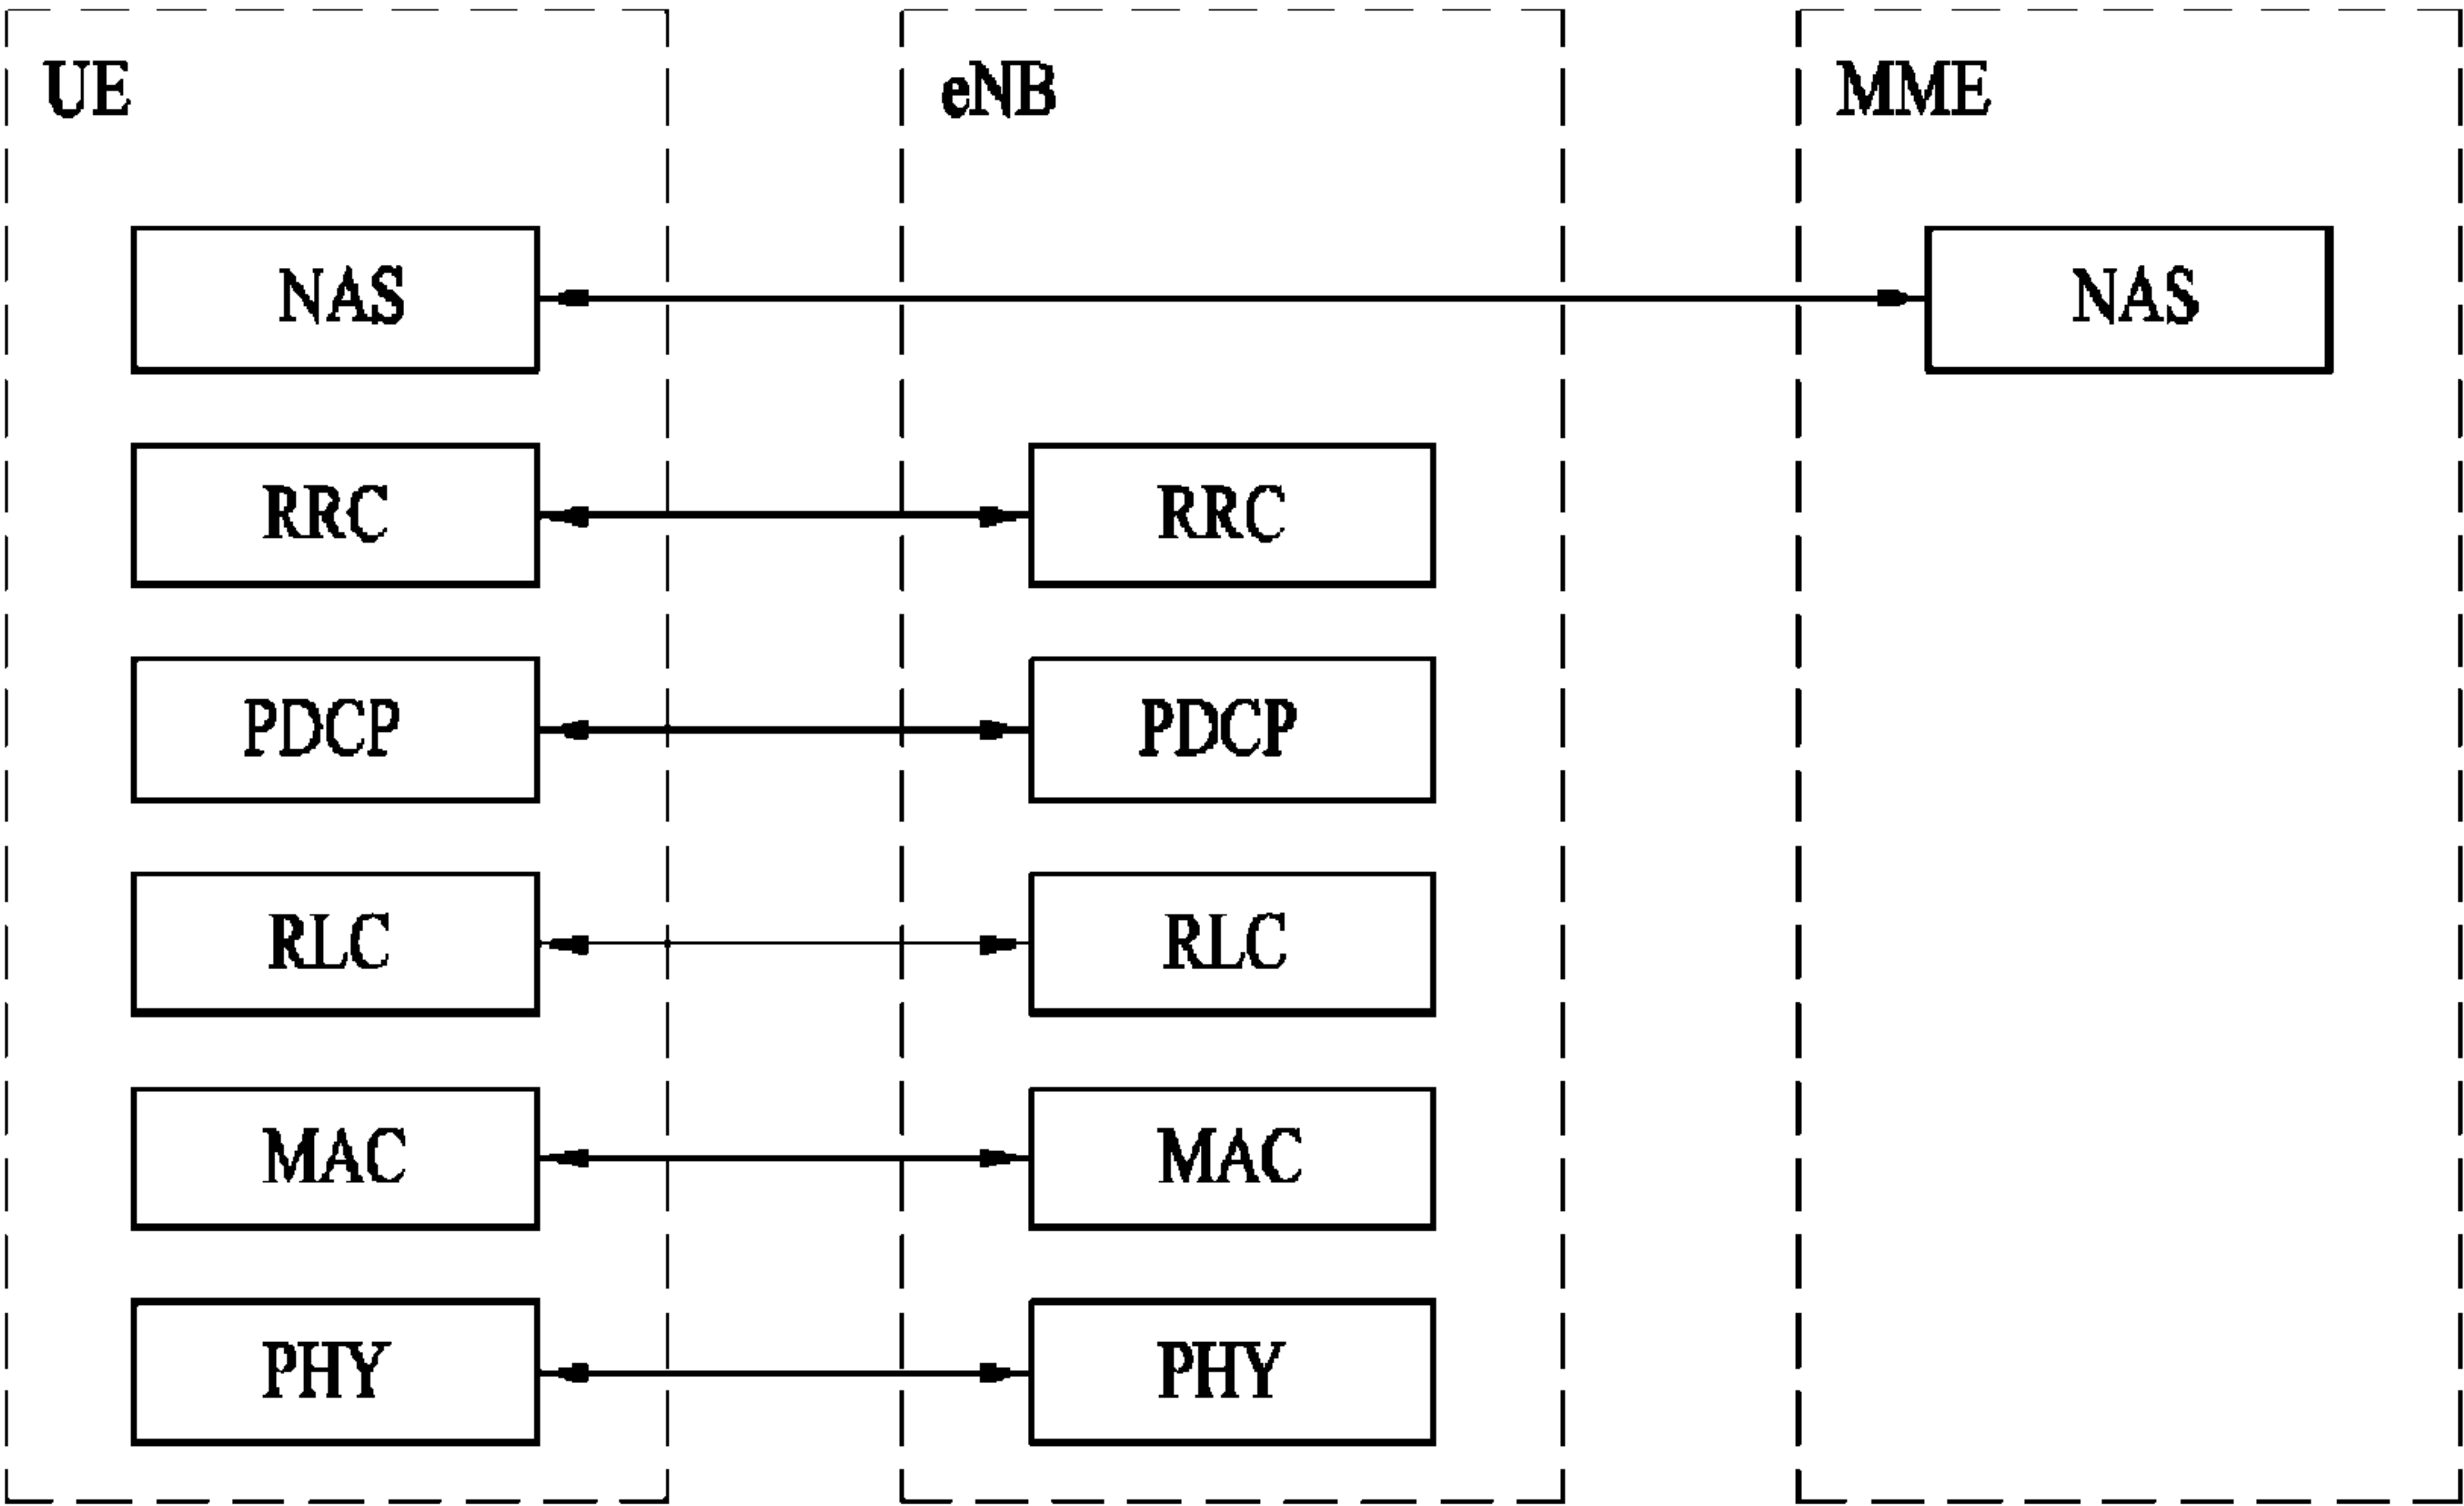 UE eNB MME
NAS NAS
RRC RRC
PDCP PDCP
RLC RLC
MAC MAC
PHY PHY